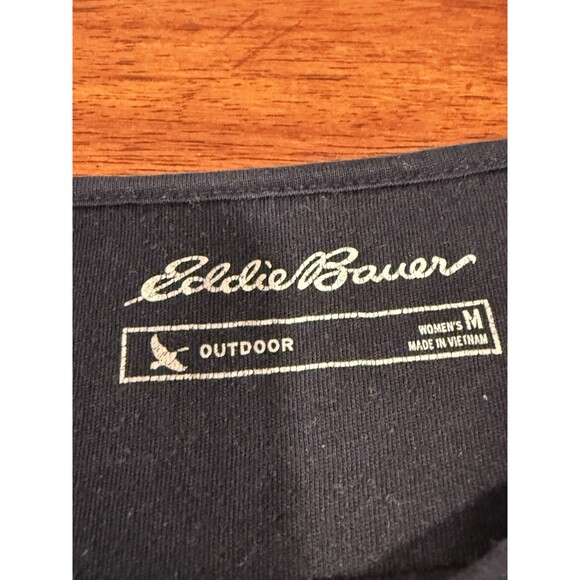 Eddie Bauer
OUTDOOR
WOMEN'S M
MADE IN VIETNAM